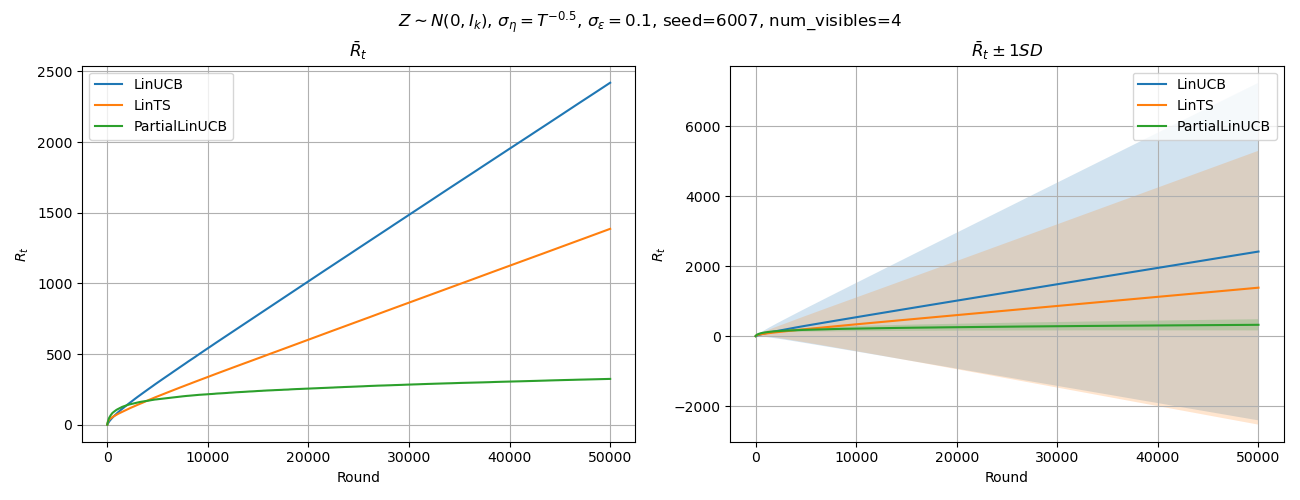 Z ∼ N(0, I_k), σ_η = T^{−0.5}, σ_ε = 0.1, seed=6007, num_visibles=4
R̄_t
2500
2000
1500
1000
500
0
R_t
0 10000 20000 30000 40000 50000
Round
LinUCB
LinTS
PartialLinUCB
R̄_t ± 1SD
6000
4000
2000
0
−2000
R_t
0 10000 20000 30000 40000 50000
Round
LinUCB
LinTS
PartialLinUCB